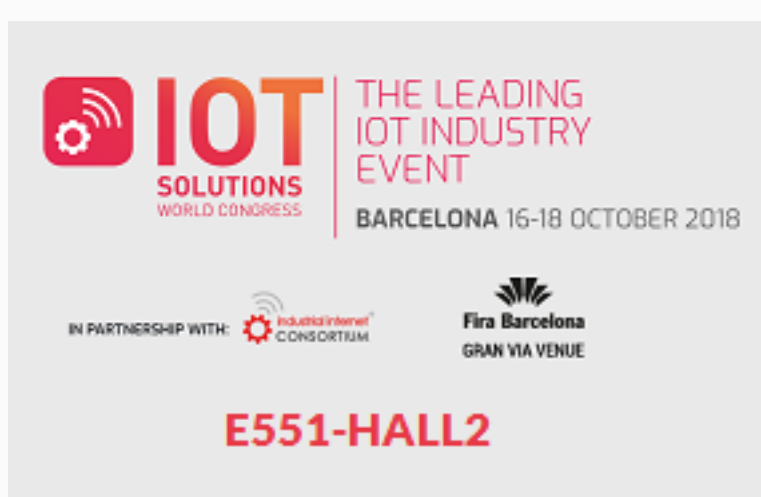 IOT
SOLUTIONS
WORLD CONGRESS
THE LEADING
IOT INDUSTRY
EVENT
BARCELONA 16-18 OCTOBER 2018
IN PARTNERSHIP WITH:
industrial internet
CONSORTIUM
Fira Barcelona
GRAN VIA VENUE
E551-HALL2